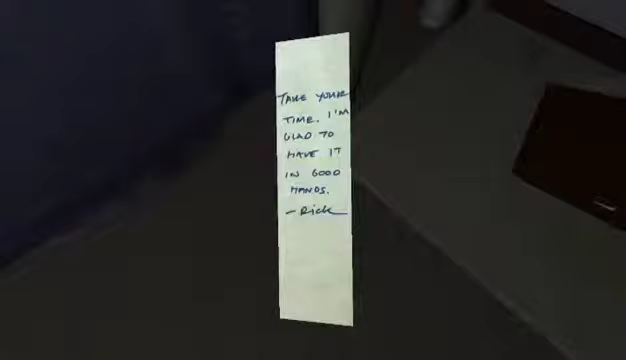 TAKE YOUR
TIME. I'M
GLAD TO
HAVE IT
IN GOOD
HANDS.
— Rick